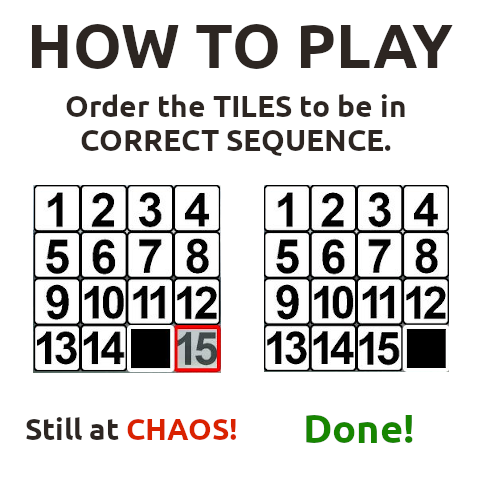 HOW TO PLAY
Order the TILES to be in
CORRECT SEQUENCE.
1 2 3 4
5 6 7 8
9 10 11 12
13 14 15
1 2 3 4
5 6 7 8
9 10 11 12
13 14 15
Still at CHAOS!
Done!